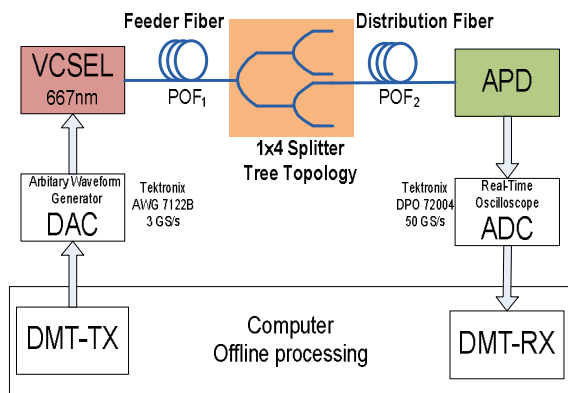 Feeder Fiber
Distribution Fiber
VCSEL
667nm
POF1
POF2
APD
1x4 Splitter
Tree Topology
Arbitary Waveform
Generator
DAC
Tektronix
AWG 7122B
3 GS/s
Tektronix
DPO 72004
50 GS/s
Real-Time
Oscilloscope
ADC
DMT-TX
Computer
Offline processing
DMT-RX